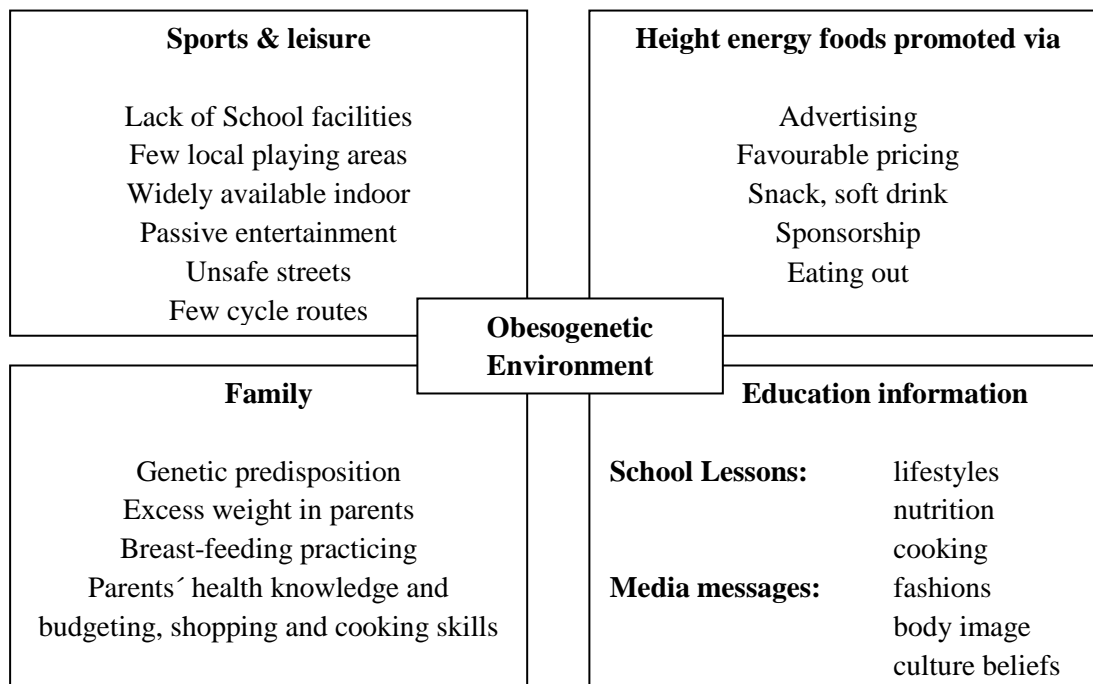 Sports & leisure
Lack of School facilities
Few local playing areas
Widely available indoor
Passive entertainment
Unsafe streets
Few cycle routes
Height energy foods promoted via
Advertising
Favourable pricing
Snack, soft drink
Sponsorship
Eating out
Obesogenetic
Environment
Family
Genetic predisposition
Excess weight in parents
Breast-feeding practicing
Parents´ health knowledge and
budgeting, shopping and cooking skills
Education information
School Lessons: lifestyles
nutrition
cooking
Media messages: fashions
body image
culture beliefs